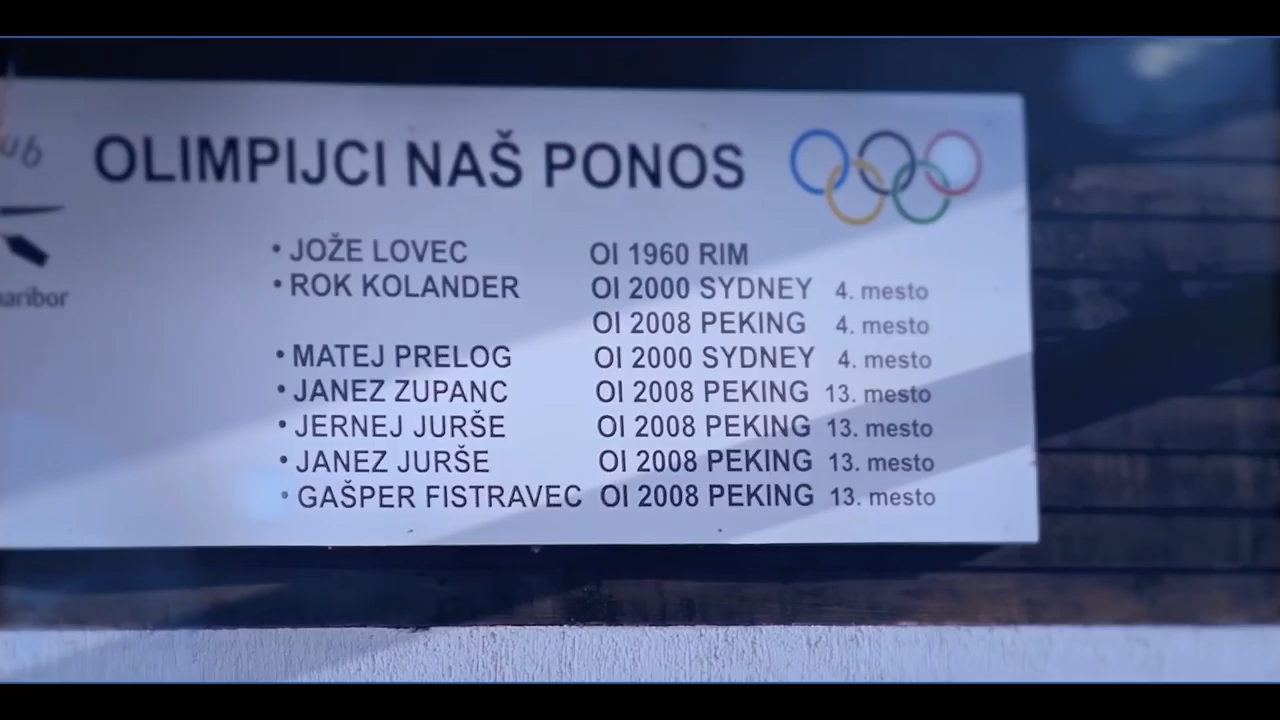 OLIMPIJCI NAŠ PONOS
• JOŽE LOVEC OI 1960 RIM
• ROK KOLANDER OI 2000 SYDNEY 4. mesto
OI 2008 PEKING 4. mesto
• MATEJ PRELOG OI 2000 SYDNEY 4. mesto
• JANEZ ZUPANC OI 2008 PEKING 13. mesto
• JERNEJ JURŠE OI 2008 PEKING 13. mesto
• JANEZ JURŠE OI 2008 PEKING 13. mesto
• GAŠPER FISTRAVEC OI 2008 PEKING 13. mesto